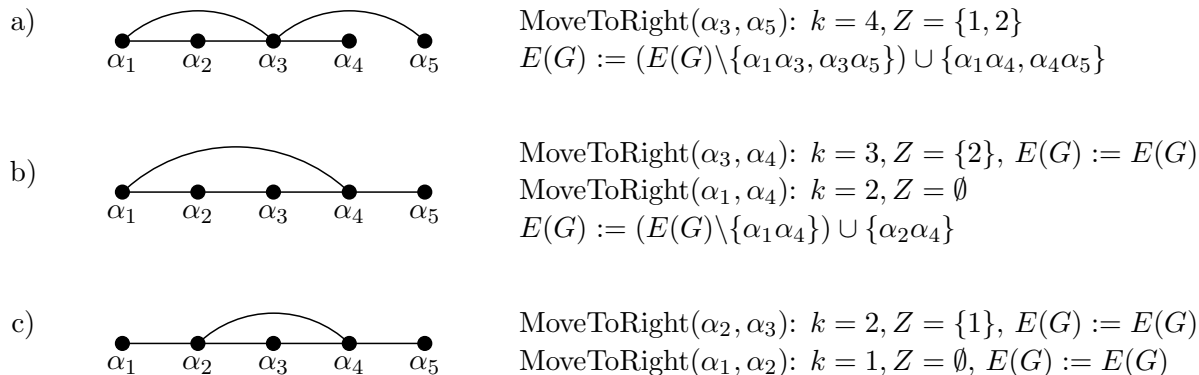 a)
α₁ α₂ α₃ α₄ α₅
MoveToRight(α₃, α₅): k = 4, Z = {1, 2}
E(G) := (E(G)\{α₁α₃, α₃α₅}) ∪ {α₁α₄, α₄α₅}
b)
α₁ α₂ α₃ α₄ α₅
MoveToRight(α₃, α₄): k = 3, Z = {2}, E(G) := E(G)
MoveToRight(α₁, α₄): k = 2, Z = ∅
E(G) := (E(G)\{α₁α₄}) ∪ {α₂α₄}
c)
α₁ α₂ α₃ α₄ α₅
MoveToRight(α₂, α₃): k = 2, Z = {1}, E(G) := E(G)
MoveToRight(α₁, α₂): k = 1, Z = ∅, E(G) := E(G)